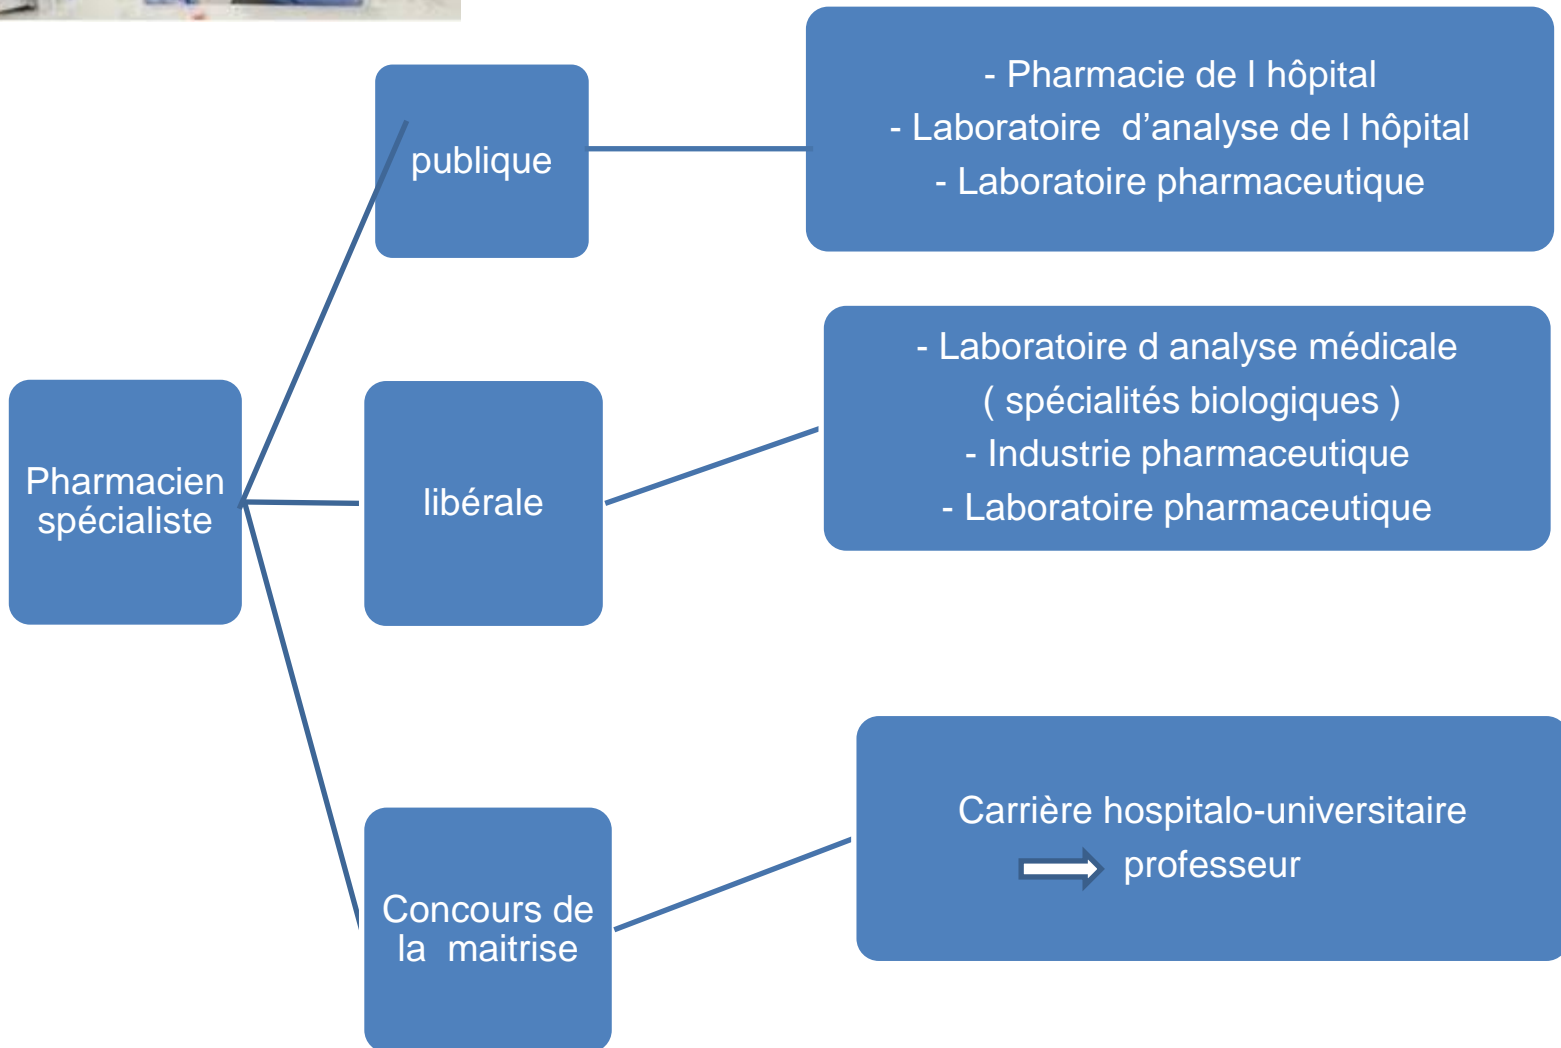 publique
- Pharmacie de l hôpital
- Laboratoire  d’analyse de l hôpital
- Laboratoire pharmaceutique
Pharmacien
spécialiste
libérale
- Laboratoire d analyse médicale
( spécialités biologiques )
- Industrie pharmaceutique
- Laboratoire pharmaceutique
Concours de
la  maitrise
Carrière hospitalo-universitaire
professeur